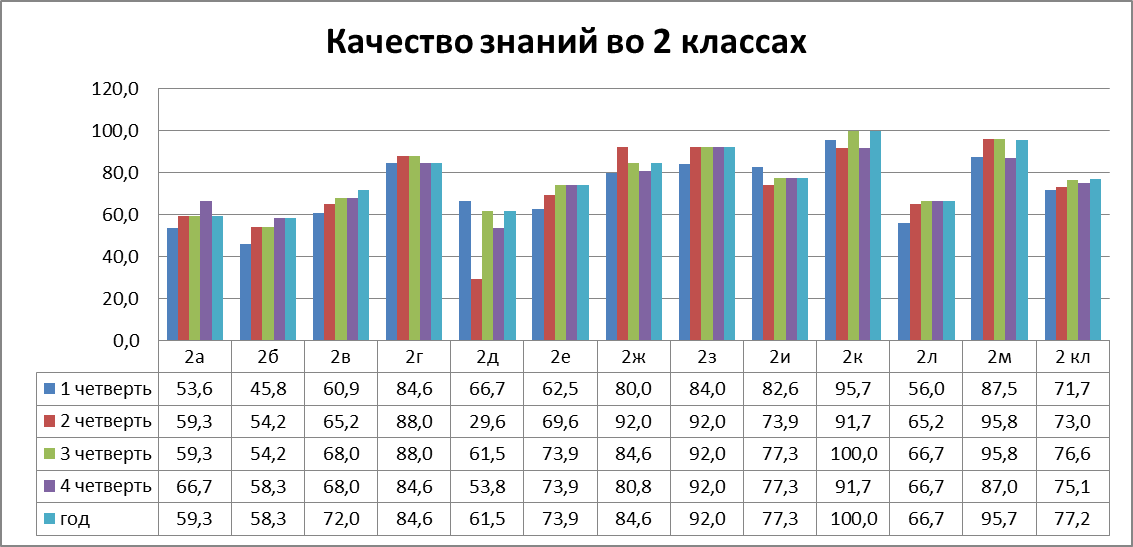 Качество знаний во 2 классах
120,0
100,0
80,0
60,0
40,0
20,0
0,0
2а 2б 2в 2г 2д 2е 2ж 2з 2и 2к 2л 2м 2 кл
1 четверть 53,6 45,8 60,9 84,6 66,7 62,5 80,0 84,0 82,6 95,7 56,0 87,5 71,7
2 четверть 59,3 54,2 65,2 88,0 29,6 69,6 92,0 92,0 73,9 91,7 65,2 95,8 73,0
3 четверть 59,3 54,2 68,0 88,0 61,5 73,9 84,6 92,0 77,3 100,0 66,7 95,8 76,6
4 четверть 66,7 58,3 68,0 84,6 53,8 73,9 80,8 92,0 77,3 91,7 66,7 87,0 75,1
год 59,3 58,3 72,0 84,6 61,5 73,9 84,6 92,0 77,3 100,0 66,7 95,7 77,2